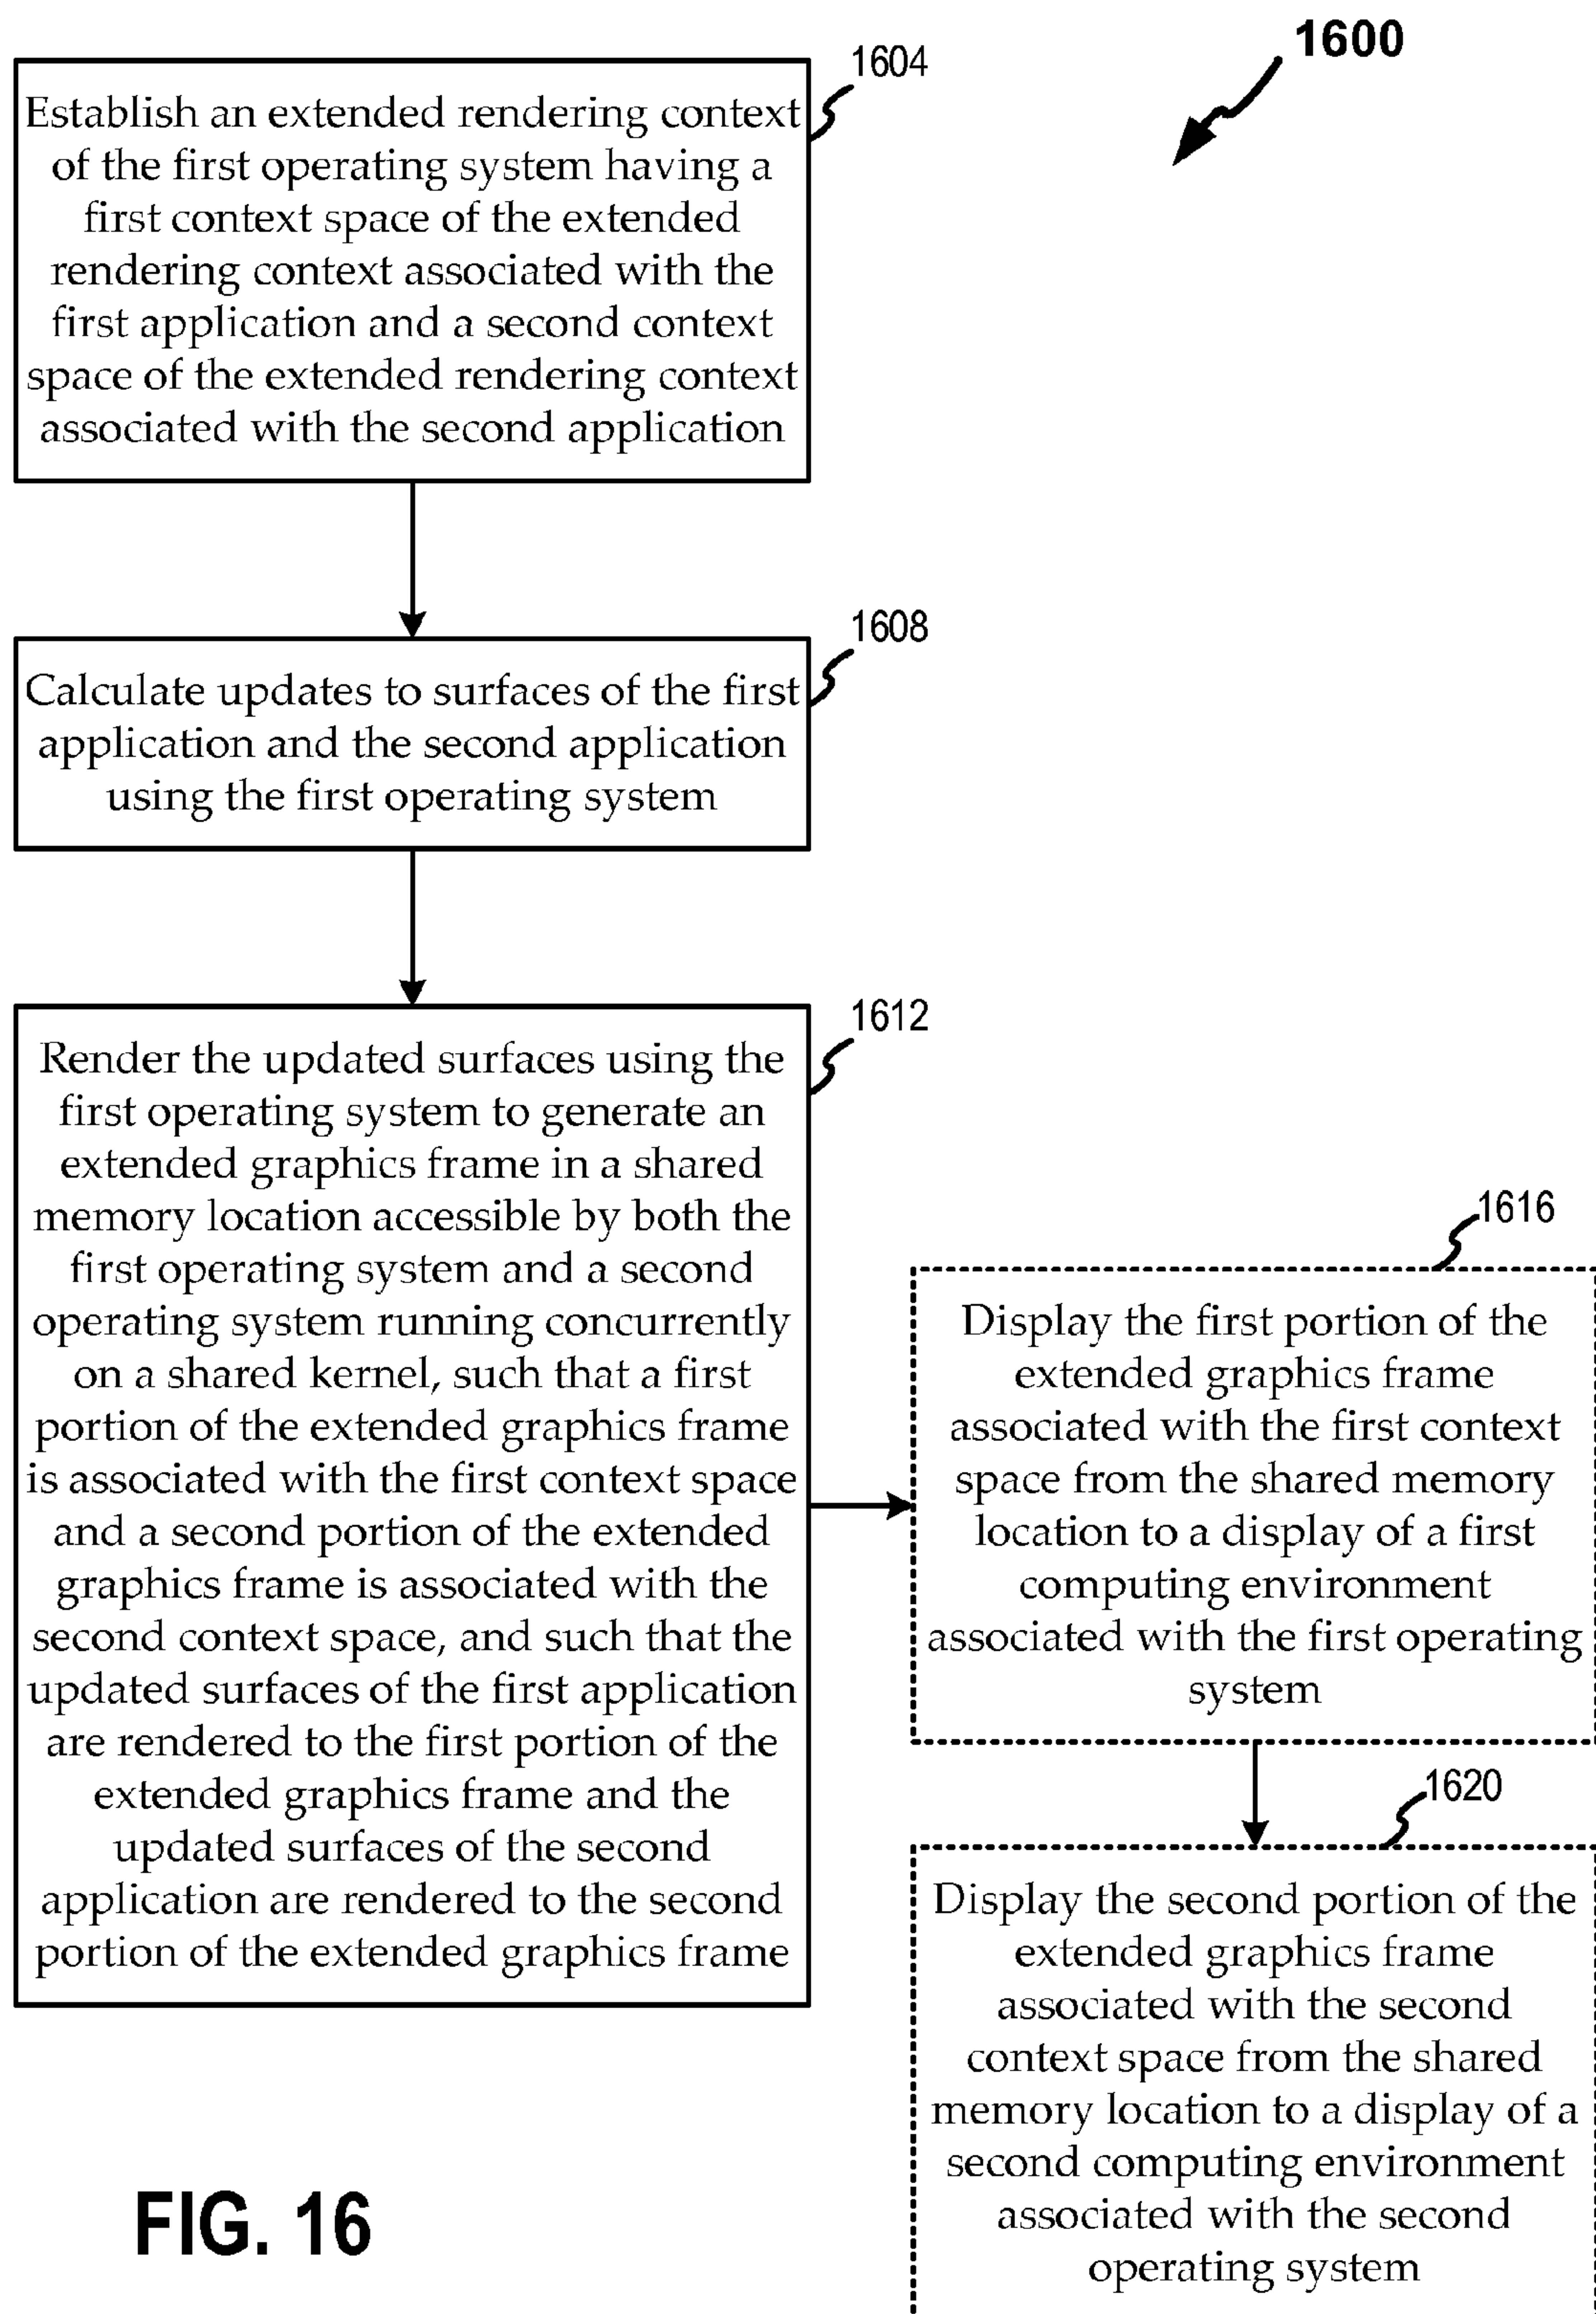 1600
1604
Establish an extended rendering context
of the first operating system having a
first context space of the extended
rendering context associated with the
first application and a second context
space of the extended rendering context
associated with the second application
1608
Calculate updates to surfaces of the first
application and the second application
using the first operating system
1612
Render the updated surfaces using the
first operating system to generate an
extended graphics frame in a shared
memory location accessible by both the
first operating system and a second
operating system running concurrently
on a shared kernel, such that a first
portion of the extended graphics frame
is associated with the first context space
and a second portion of the extended
graphics frame is associated with the
second context space, and such that the
updated surfaces of the first application
are rendered to the first portion of the
extended graphics frame and the
updated surfaces of the second
application are rendered to the second
portion of the extended graphics frame
1616
Display the first portion of the
extended graphics frame
associated with the first context
space from the shared memory
location to a display of a first
computing environment
associated with the first operating
system
1620
Display the second portion of the
extended graphics frame
associated with the second
context space from the shared
memory location to a display of a
second computing environment
associated with the second
operating system
FIG. 16